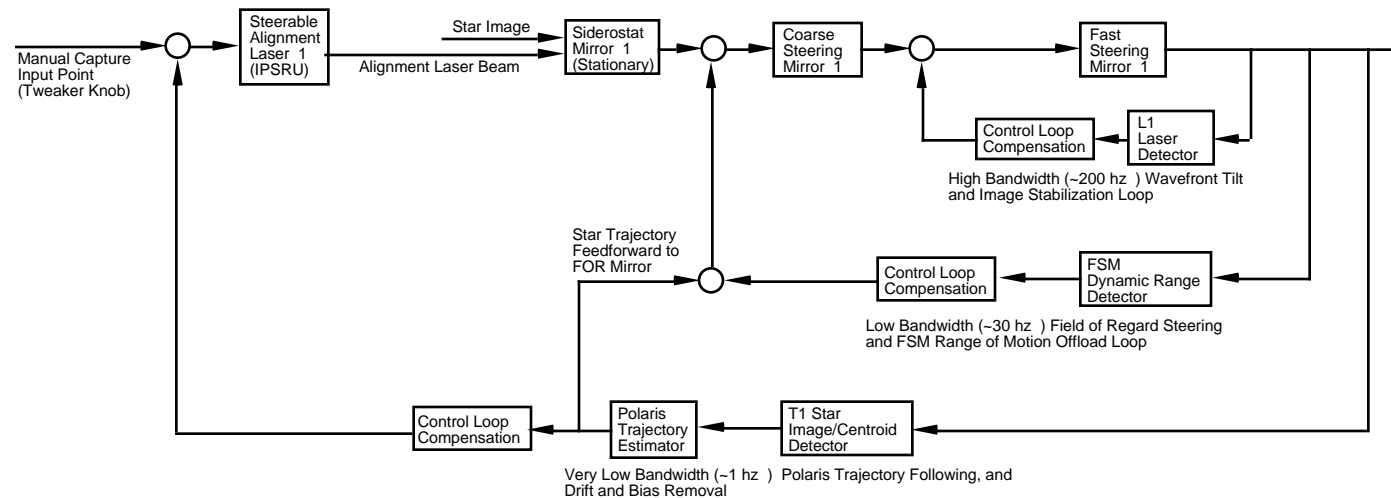 Manual Capture
Input Point
(Tweaker Knob)
Steerable
Alignment
Laser 1
(IPSRU)
Star Image
Alignment Laser Beam
Siderostat
Mirror 1
(Stationary)
Coarse
Steering
Mirror 1
Fast
Steering
Mirror 1
Control Loop
Compensation
L1
Laser
Detector
High Bandwidth (~200 hz ) Wavefront Tilt
and Image Stabilization Loop
Star Trajectory
Feedforward to
FOR Mirror
Control Loop
Compensation
FSM
Dynamic Range
Detector
Low Bandwidth (~30 hz ) Field of Regard Steering
and FSM Range of Motion Offload Loop
Control Loop
Compensation
Polaris
Trajectory
Estimator
T1 Star
Image/Centroid
Detector
Very Low Bandwidth (~1 hz ) Polaris Trajectory Following, and
Drift and Bias Removal